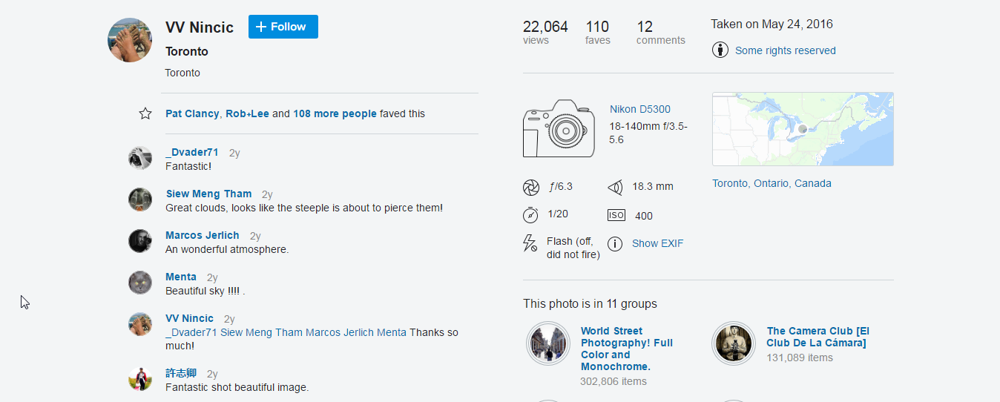 VV Nincic
+ Follow
Toronto
Toronto
Pat Clancy, Rob+Lee and 108 more people faved this
_Dvader71 2y
Fantastic!
Siew Meng Tham 2y
Great clouds, looks like the steeple is about to pierce them!
Marcos Jerlich 2y
An wonderful atmosphere.
Menta 2y
Beautiful sky !!!! .
VV Nincic 2y
_Dvader71 Siew Meng Tham Marcos Jerlich Menta Thanks so
much!
許志卿 2y
Fantastic shot beautiful image.
22,064 110 12
views faves comments
Taken on May 24, 2016
Some rights reserved
Nikon D5300
18-140mm f/3.5-
5.6
ƒ/6.3 18.3 mm
1/20 ISO 400
Flash (off,
did not fire)
Show EXIF
Toronto, Ontario, Canada
This photo is in 11 groups
World Street
Photography! Full
Color and
Monochrome.
302,806 items
The Camera Club [El
Club De La Cámara]
131,089 items